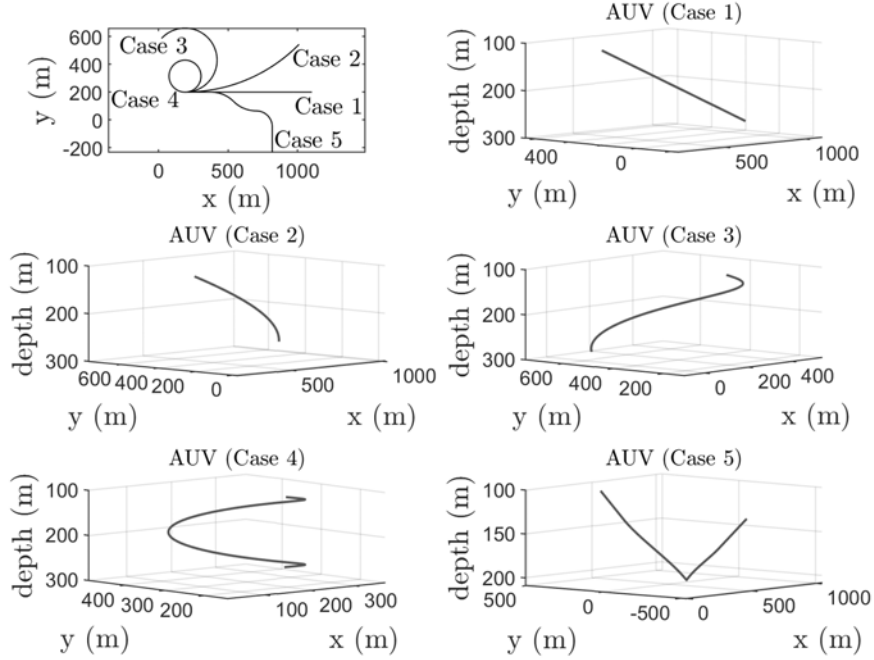 600
400
200
0
-200
y (m)
Case 3
Case 2
Case 4
Case 1
Case 5
0
500
1000
x (m)
AUV (Case 1)
100
200
300
depth (m)
400
0
500
1000
y (m)
x (m)
AUV (Case 2)
100
200
300
depth (m)
600
400
200
0
500
1000
y (m)
x (m)
AUV (Case 3)
100
200
300
depth (m)
600
400
200
0
200
400
y (m)
x (m)
AUV (Case 4)
100
200
300
depth (m)
400
300
200
100
200
300
y (m)
x (m)
AUV (Case 5)
100
150
200
depth (m)
500
0
-500
0
500
1000
y (m)
x (m)